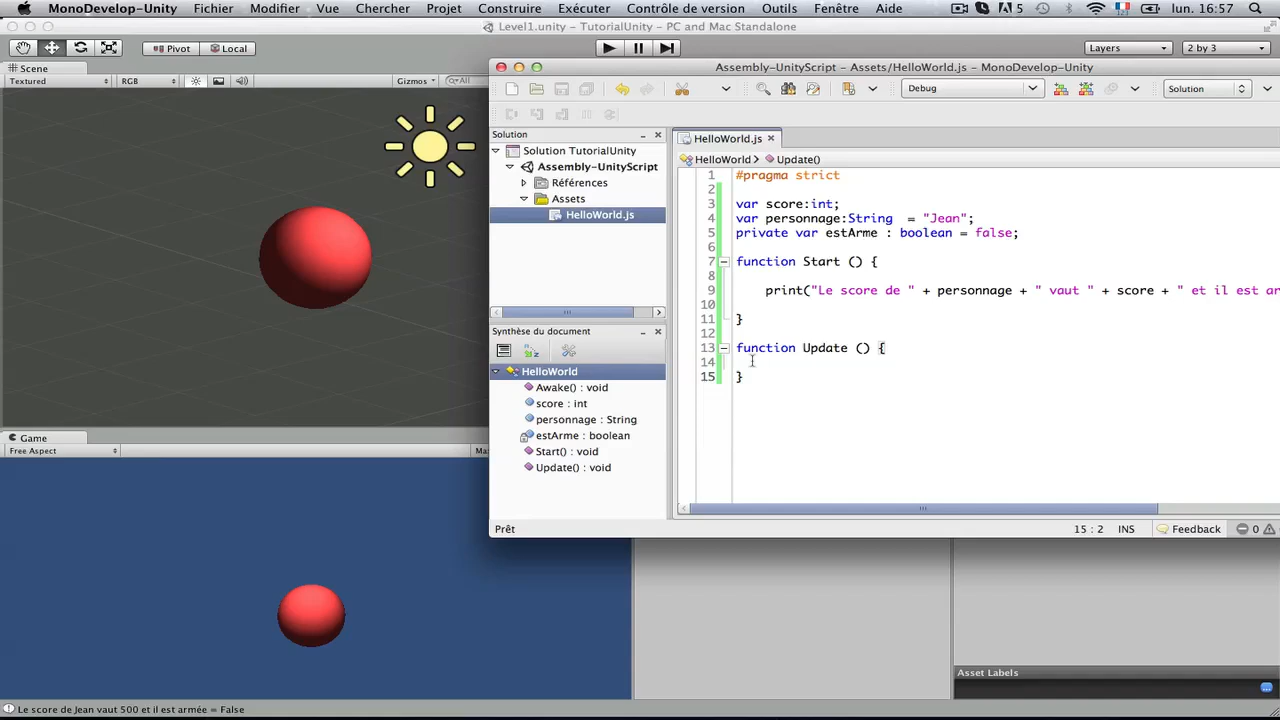 MonoDevelop-Unity Fichier Modifier Vue Chercher Projet Construire Exécuter Contrôle de version Outils Fenêtre Aide 5 lun. 16:57
Level1.unity - TutorialUnity - PC and Mac Standalone
Pivot Local Layers 2 by 3
Scene
Textured RGB Gizmos All
Assembly-UnityScript - Assets/HelloWorld.js - MonoDevelop-Unity
Debug Solution
Solution
Solution TutorialUnity
Assembly-UnityScript
Références
Assets
HelloWorld.js
Synthèse du document
HelloWorld
Awake() : void
score : int
personnage : String
estArme : boolean
Start() : void
Update() : void
HelloWorld.js
HelloWorld Update()
1 #pragma strict
2
3 var score:int;
4 var personnage:String = "Jean";
5 private var estArme : boolean = false;
6
7 function Start () {
8
9 print("Le score de " + personnage + " vaut " + score + " et il est ar
10
11 }
12
13 function Update () {
14
15 }
Prêt 15 : 2 INS Feedback 0
Game
Free Aspect
Asset Labels
Le score de Jean vaut 500 et il est armée = False